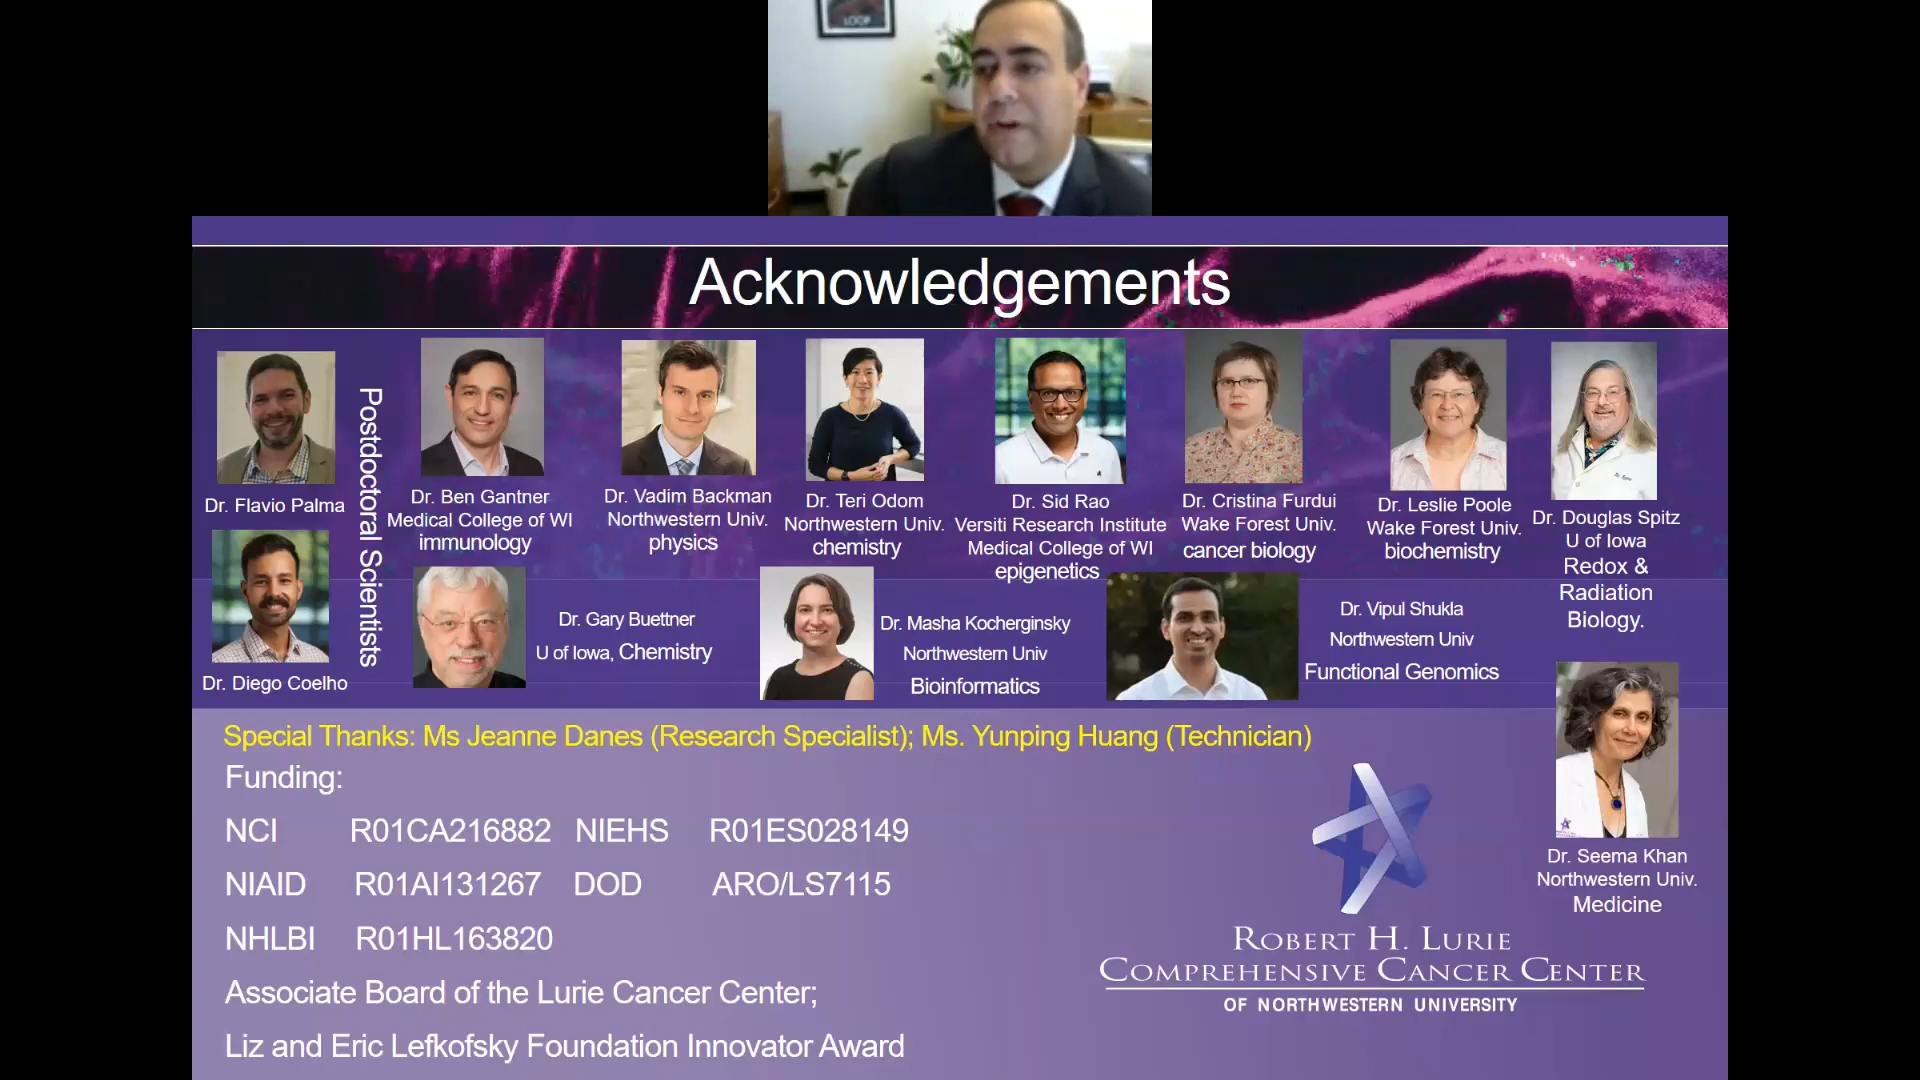 LOOP
Acknowledgements
Postdoctoral Scientists
Dr. Flavio Palma
Dr. Diego Coelho
Dr. Ben Gantner
Medical College of WI
immunology
Dr. Vadim Backman
Northwestern Univ.
physics
Dr. Teri Odom
Northwestern Univ.
chemistry
Dr. Sid Rao
Versiti Research Institute
Medical College of WI
epigenetics
Dr. Cristina Furdui
Wake Forest Univ.
cancer biology
Dr. Leslie Poole
Wake Forest Univ.
biochemistry
Dr. Douglas Spitz
U of Iowa
Redox &
Radiation
Biology.
Dr. Gary Buettner
U of Iowa, Chemistry
Dr. Masha Kocherginsky
Northwestern Univ
Bioinformatics
Dr. Vipul Shukla
Northwestern Univ
Functional Genomics
Dr. Seema Khan
Northwestern Univ.
Medicine
Special Thanks: Ms Jeanne Danes (Research Specialist); Ms. Yunping Huang (Technician)
Funding:
NCI R01CA216882 NIEHS R01ES028149
NIAID R01AI131267 DOD ARO/LS7115
NHLBI R01HL163820
Associate Board of the Lurie Cancer Center;
Liz and Eric Lefkofsky Foundation Innovator Award
ROBERT H. LURIE
COMPREHENSIVE CANCER CENTER
OF NORTHWESTERN UNIVERSITY